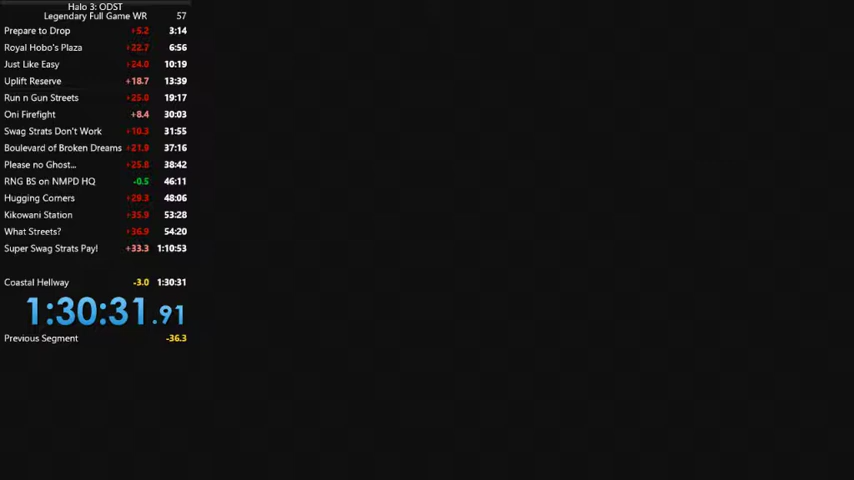 Halo 3: ODST
Legendary Full Game WR 57
Prepare to Drop +5.2 3:14
Royal Hobo's Plaza +22.7 6:56
Just Like Easy +24.0 10:19
Uplift Reserve +18.7 13:39
Run n Gun Streets +25.0 19:17
Oni Firefight +8.4 30:03
Swag Strats Don't Work +10.3 31:55
Boulevard of Broken Dreams +21.9 37:16
Please no Ghost... +25.8 38:42
RNG BS on NMPD HQ -0.5 46:11
Hugging Corners 48:06
Kikowani Station +35.9 53:28
What Streets? +36.9 54:20
Super Swag Strats Pay! +33.3 1:10:53
Coastal Hellway -3.0 1:30:31
1:30:31.91
Previous Segment -36.3